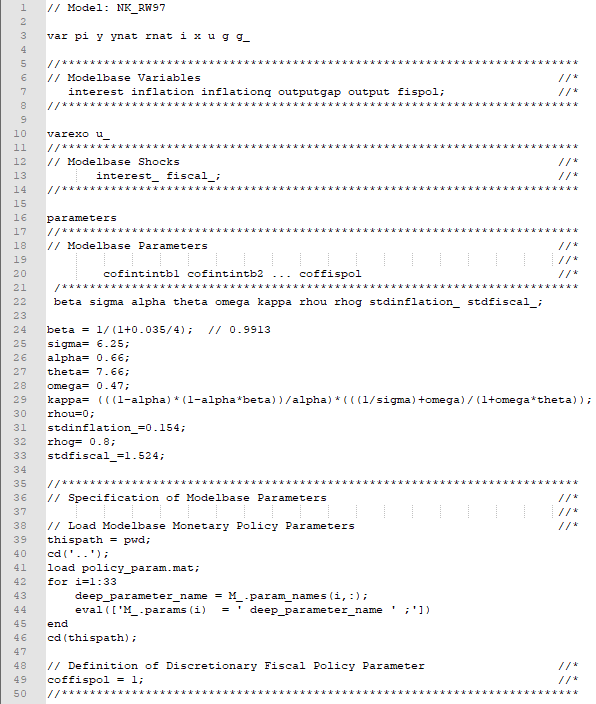 1 // Model: NK_RW97
2
3 var pi y ynat rnat i x u g g_
4
5 //*****************************************************************************
6 // Modelbase Variables //*
7 interest inflation inflationq outputgap output fispol; //*
8 //*****************************************************************************
9
10 varexo u_
11 //*****************************************************************************
12 // Modelbase Shocks //*
13 interest_ fiscal_; //*
14 //*****************************************************************************
15
16 parameters
17 //*****************************************************************************
18 // Modelbase Parameters //*
19 //*
20 cofintintb1 cofintintb2 ... coffispol //*
21 /*****************************************************************************
22 beta sigma alpha theta omega kappa rhou rhog stdinflation_ stdfiscal_;
23
24 beta = 1/(1+0.035/4); // 0.9913
25 sigma= 6.25;
26 alpha= 0.66;
27 theta= 7.66;
28 omega= 0.47;
29 kappa= (((1-alpha)*(1-alpha*beta))/alpha)*(((1/sigma)+omega)/(1+omega*theta));
30 rhou=0;
31 stdinflation_=0.154;
32 rhog= 0.8;
33 stdfiscal_=1.524;
34
35 //*****************************************************************************
36 // Specification of Modelbase Parameters //*
37 //*
38 // Load Modelbase Monetary Policy Parameters //*
39 thispath = pwd;
40 cd('..');
41 load policy_param.mat;
42 for i=1:33
43 deep_parameter_name = M_.param_names(i,:);
44 eval(['M_.params(i) = ' deep_parameter_name ' ;'])
45 end
46 cd(thispath);
47
48 // Definition of Discretionary Fiscal Policy Parameter //*
49 coffispol = 1; //*
50 //*****************************************************************************